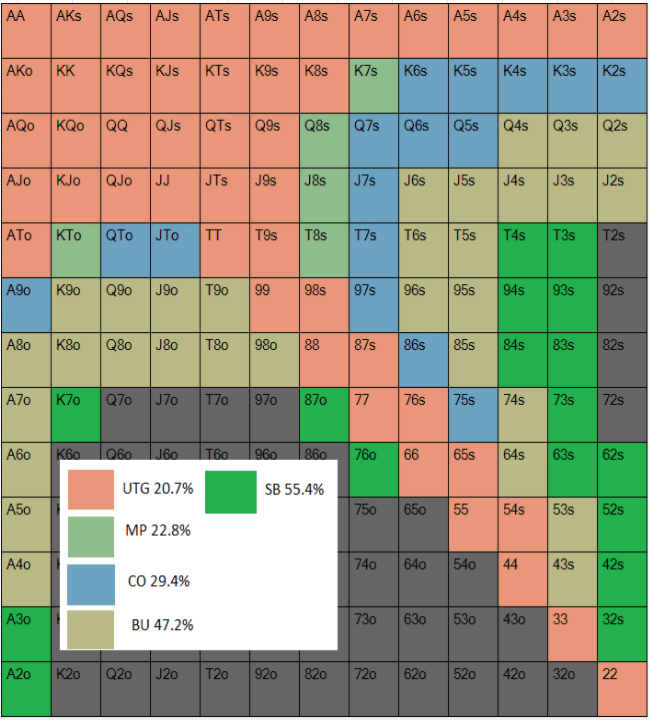 AA AKs AQs AJs ATs A9s A8s A7s A6s A5s A4s A3s A2s
AKo KK KQs KJs KTs K9s K8s K7s K6s K5s K4s K3s K2s
AQo KQo QQ QJs QTs Q9s Q8s Q7s Q6s Q5s Q4s Q3s Q2s
AJo KJo QJo JJ JTs J9s J8s J7s J6s J5s J4s J3s J2s
ATo KTo QTo JTo TT T9s T8s T7s T6s T5s T4s T3s T2s
A9o K9o Q9o J9o T9o 99 98s 97s 96s 95s 94s 93s 92s
A8o K8o Q8o J8o T8o 98o 88 87s 86s 85s 84s 83s 82s
A7o K7o Q7o J7o T7o 97o 87o 77 76s 75s 74s 73s 72s
A6o K6o Q6o J6o T6o 96o 86o 76o 66 65s 64s 63s 62s
UTG 20.7% SB 55.4%
A5o 75o 65o 55 54s 53s 52s
MP 22.8%
A4o 74o 64o 54o 44 43s 42s
CO 29.4%
A3o 73o 63o 53o 43o 33 32s
BU 47.2%
A2o K2o Q2o J2o T2o 92o 82o 72o 62o 52o 42o 32o 22